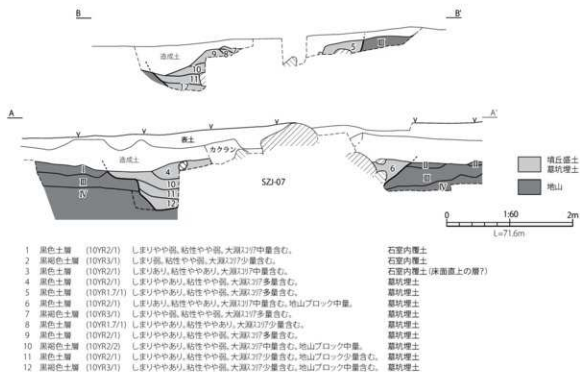 B B'
造成土
9 8
10
11
12
5 Ⅱ
A A'
表土
造成土 カクラン
4
10
11
12
Ⅱ
Ⅲ
Ⅳ
SZJ-07
6 Ⅱ
Ⅲ
Ⅳ
墳丘盛土
墓坑埋土
地山
0 1:60 2m
L=71.6m
1 黒色土層 (10YR2/1) しまりやや弱。粘性やや弱。大淵スコリア中量含む。 石室内覆土
2 黒褐色土層 (10YR3/1) しまり弱。粘性やや弱。大淵スコリア少量含む。 石室内覆土
3 黒色土層 (10YR2/1) しまりあり。粘性ややあり。大淵スコリア中量含む。 石室内覆土(床面直上の層?)
4 黒色土層 (10YR2/1) しまりややあり。粘性やや弱。大淵スコリア多量含む。 墓坑埋土
5 黒色土層 (10YR1.7/1) しまりややあり。粘性やや弱。大淵スコリア多量含む。 墓坑埋土
6 黒色土層 (10YR2/1) しまりあり。粘性ややあり。大淵スコリア中量含む。地山ブロック中量。 墓坑埋土
7 黒褐色土層 (10YR3/1) しまりやや弱。粘性やや弱。大淵スコリア多量含む。 墓坑埋土
8 黒色土層 (10YR1.7/1) しまりややあり。粘性ややあり。大淵スコリア少量含む。 墓坑埋土
9 黒色土層 (10YR2/1) しまりややあり。粘性やや弱。大淵スコリア多量含む。 墓坑埋土
10 黒褐色土層 (10YR2/2) しまりややあり。粘性やや弱。大淵スコリア中量含む。地山ブロック中量。 墓坑埋土
11 黒色土層 (10YR2/1) しまりややあり。粘性やや弱。大淵スコリア少量含む。地山ブロック少量含む。 墓坑埋土
12 黒褐色土層 (10YR3/1) しまりややあり。粘性やや弱。大淵スコリア少量含む。地山ブロック中量含む。 墓坑埋土